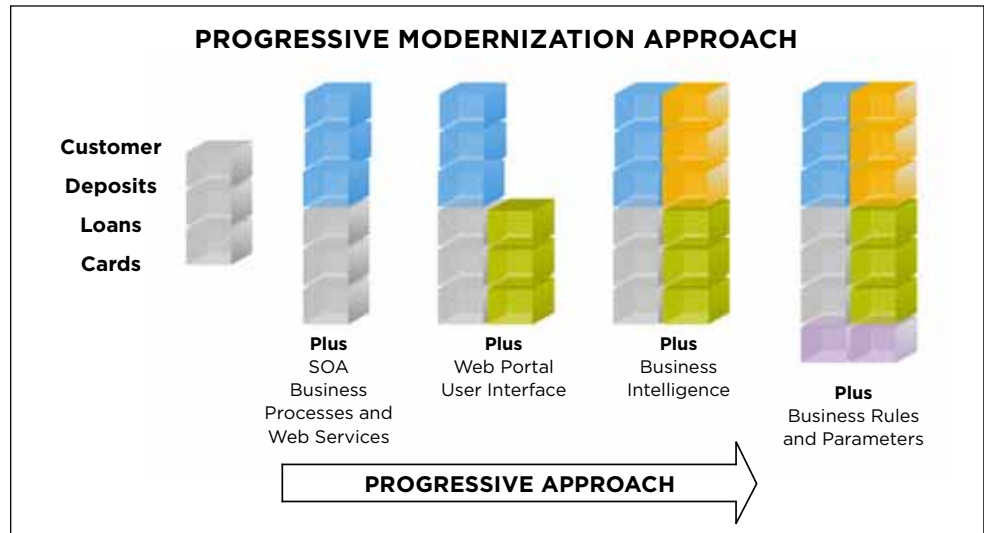 PROGRESSIVE MODERNIZATION APPROACH
Customer
Deposits
Loans
Cards
Plus
SOA
Business
Processes and
Web Services
Plus
Web Portal
User Interface
Plus
Business
Intelligence
Plus
Business Rules
and Parameters
PROGRESSIVE APPROACH